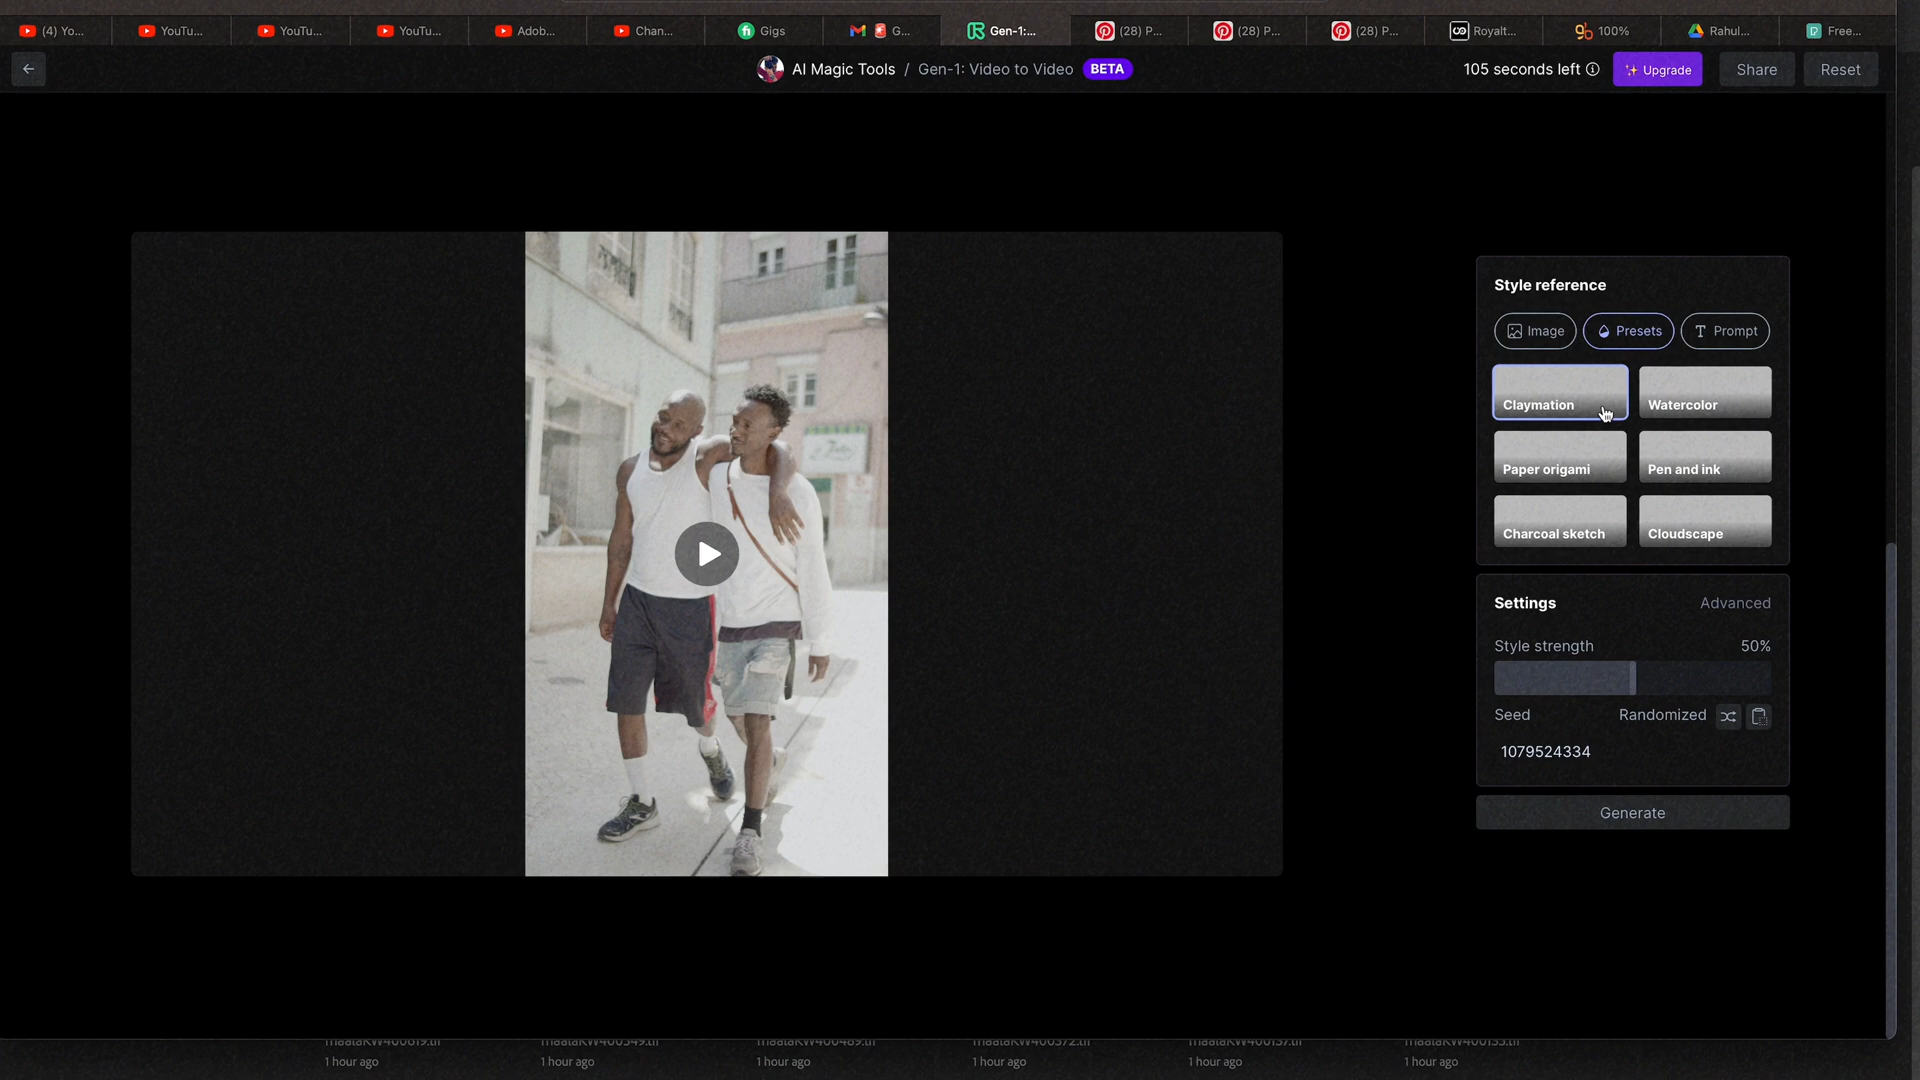 (4) Yo...
YouTu...
YouTu...
YouTu...
Adob...
Chan...
Gigs
G...
Gen-1:...
(28) P...
(28) P...
(28) P...
Royalt...
100%
Rahul...
Free...
AI Magic Tools / Gen-1: Video to Video BETA
105 seconds left
Upgrade
Share
Reset
Style reference
Image
Presets
Prompt
Claymation
Watercolor
Paper origami
Pen and ink
Charcoal sketch
Cloudscape
Settings
Advanced
Style strength
50%
Seed
Randomized
1079524334
Generate
1 hour ago
1 hour ago
1 hour ago
1 hour ago
1 hour ago
1 hour ago